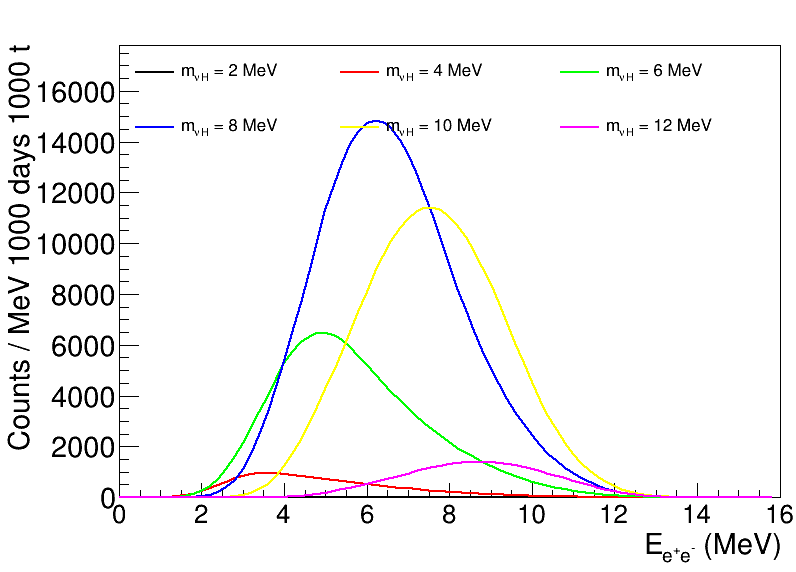 Counts / MeV 1000 days 1000 t
m_νH = 2 MeV m_νH = 4 MeV m_νH = 6 MeV
m_νH = 8 MeV m_νH = 10 MeV m_νH = 12 MeV
16000
14000
12000
10000
8000
6000
4000
2000
0
0 2 4 6 8 10 12 14 16
E_e⁺e⁻ (MeV)